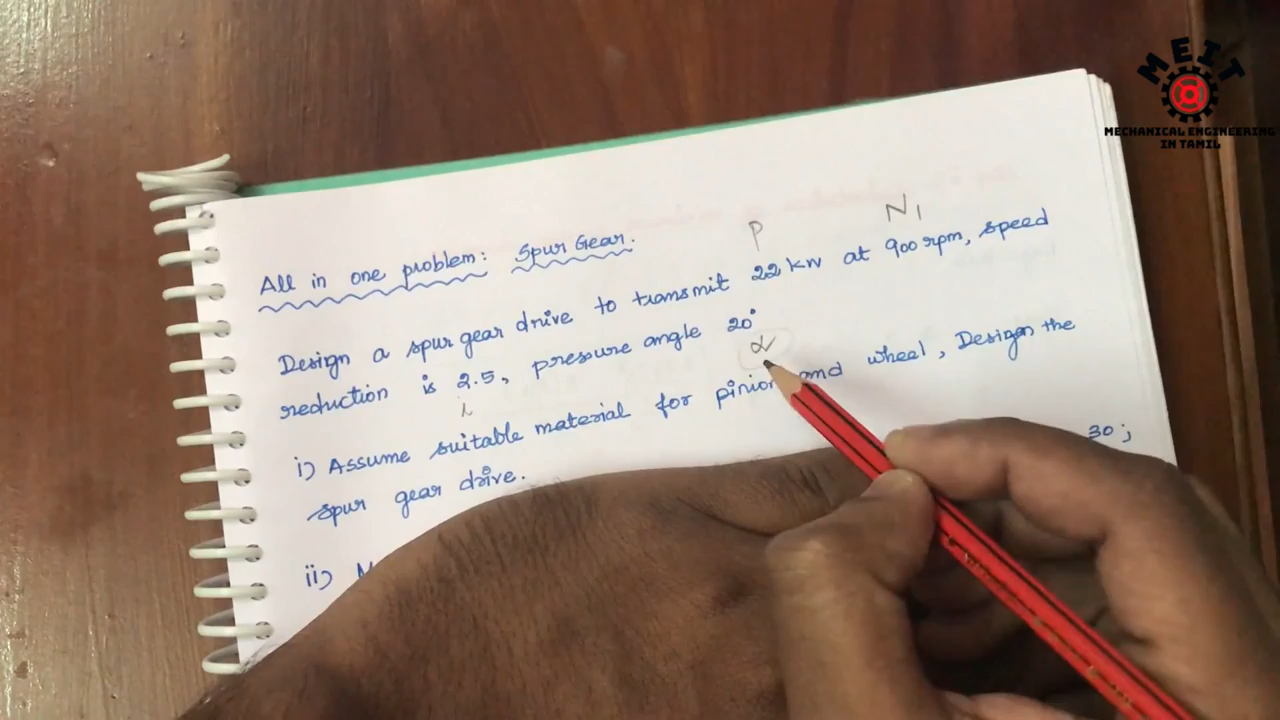 MEIT
MECHANICAL ENGINEERING
IN TAMIL
P N1
All in one problem: Spur Gear.
Design a spur gear drive to transmit 22 kW at 900 rpm, speed
reduction is 2.5, pressure angle 20°
i α
i) Assume suitable material for pinion and wheel, Design the
spur gear drive. 30;
ii) M